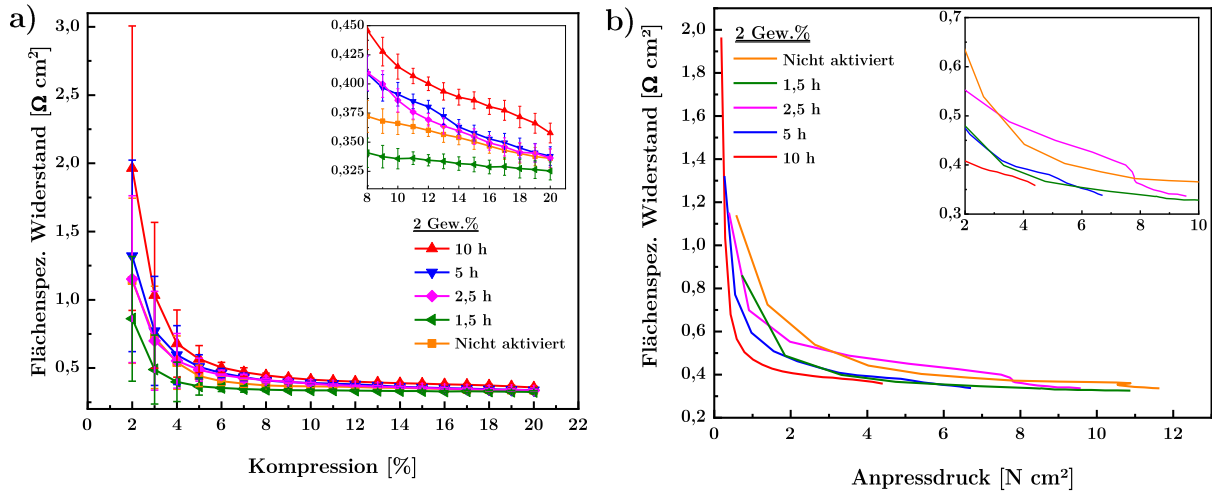 a)
Flächenspez. Widerstand [Ω cm²]
3,0
2,5
2,0
1,5
1,0
0,5
0 2 4 6 8 10 12 14 16 18 20 22
Kompression [%]
0,450
0,425
0,400
0,375
0,350
0,325
8 10 12 14 16 18 20
2 Gew.%
10 h
5 h
2,5 h
1,5 h
Nicht aktiviert
b)
Flächenspez. Widerstand [Ω cm²]
2,0
1,8
1,6
1,4
1,2
1,0
0,8
0,6
0,4
0,2
0 2 4 6 8 10 12
Anpressdruck [N cm²]
2 Gew.%
Nicht aktiviert
1,5 h
2,5 h
5 h
10 h
0,7
0,6
0,5
0,4
0,3
2 4 6 8 10